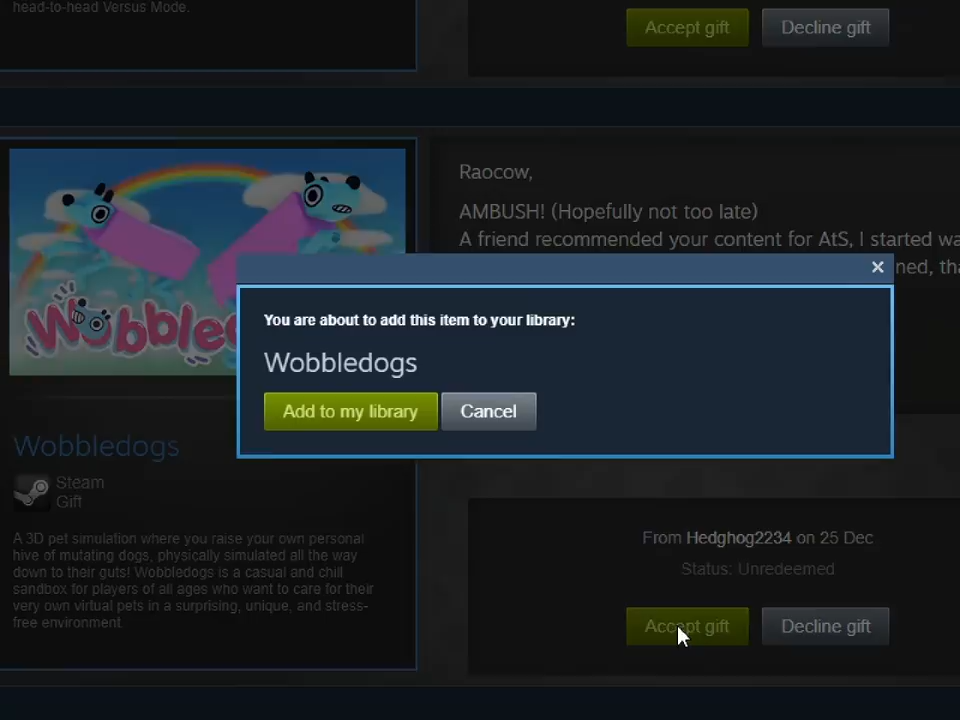 head-to-head Versus Mode.
Accept gift
Decline gift
Raocow,
AMBUSH! (Hopefully not too late)
A friend recommended your content for AtS, I started
You are about to add this item to your library:
Wobbledogs
Add to my library
Cancel
Wobbledogs
Steam
Gift
A 3D pet simulation where you raise your own personal
hive of mutating dogs, physically simulated all the way
down to their guts! Wobbledogs is a casual and chill
sandbox for players of all ages who want to care for their
very own virtual pets in a surprising, unique, and stress-
free environment
From Hedghog2234 on 25 Dec
Status: Unredeemed
Accept gift
Decline gift